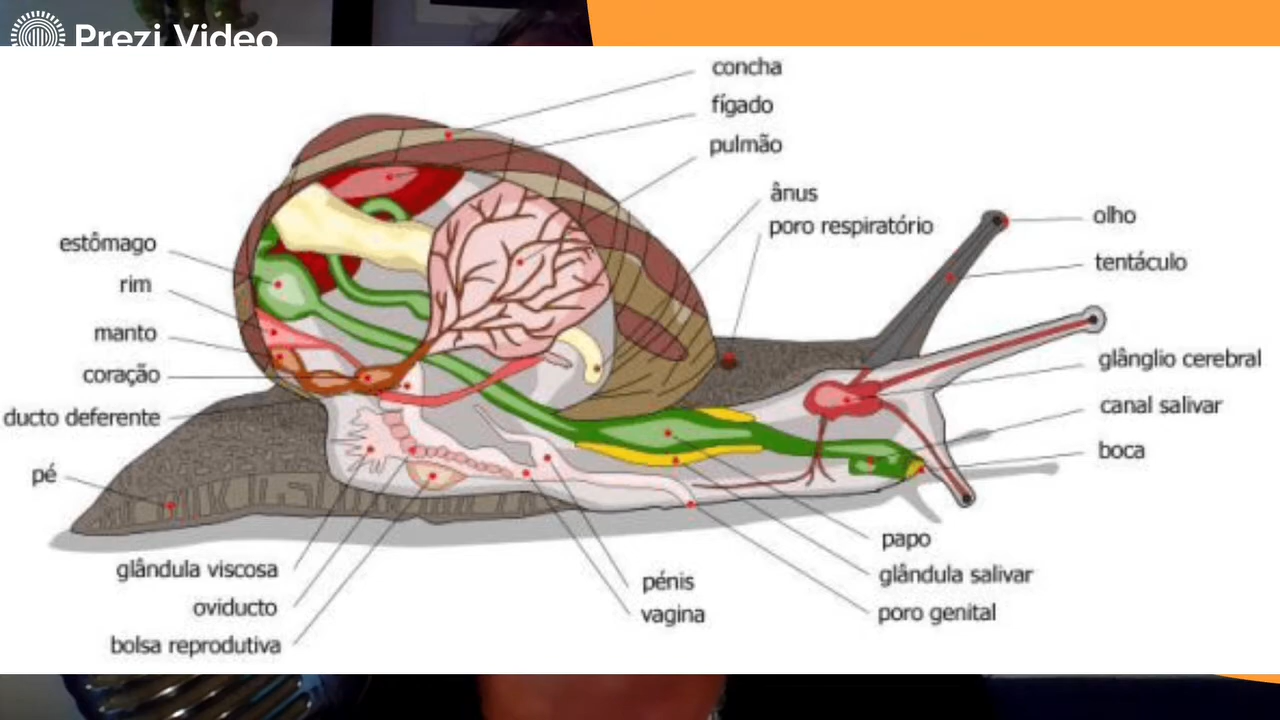 Prezi Video
concha
fígado
pulmão
ânus
poro respiratório
olho
tentáculo
estômago
rim
manto
coração
ducto deferente
pé
glânglio cerebral
canal salivar
boca
glândula viscosa
oviducto
bolsa reprodutiva
pénis
vagina
papo
glândula salivar
poro genital